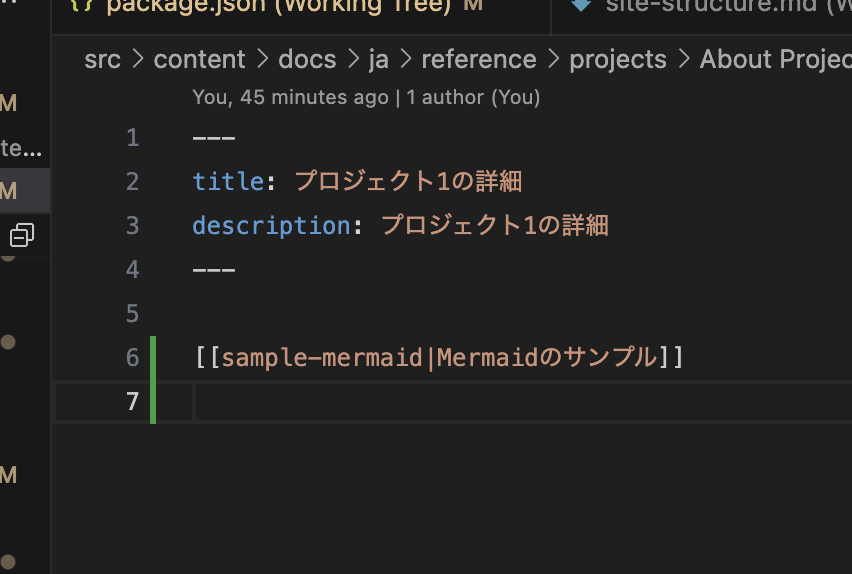 package.json (Working Tree) M
site-structure.md
src > content > docs > ja > reference > projects > About
You, 45 minutes ago | 1 author (You)
M
te...
M
M
1 ---
2 title: プロジェクト1の詳細
3 description: プロジェクト1の詳細
4 ---
5
6 [[sample-mermaid|Mermaidのサンプル]]
7